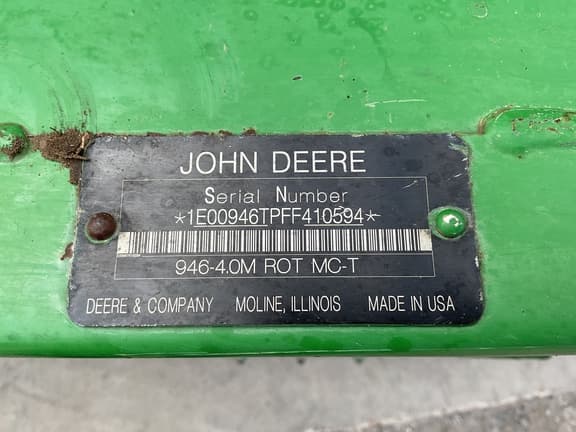 JOHN DEERE
Serial Number
*1E00946TPFF410594*
946-4.0M ROT MC-T
DEERE & COMPANY MOLINE, ILLINOIS MADE IN USA